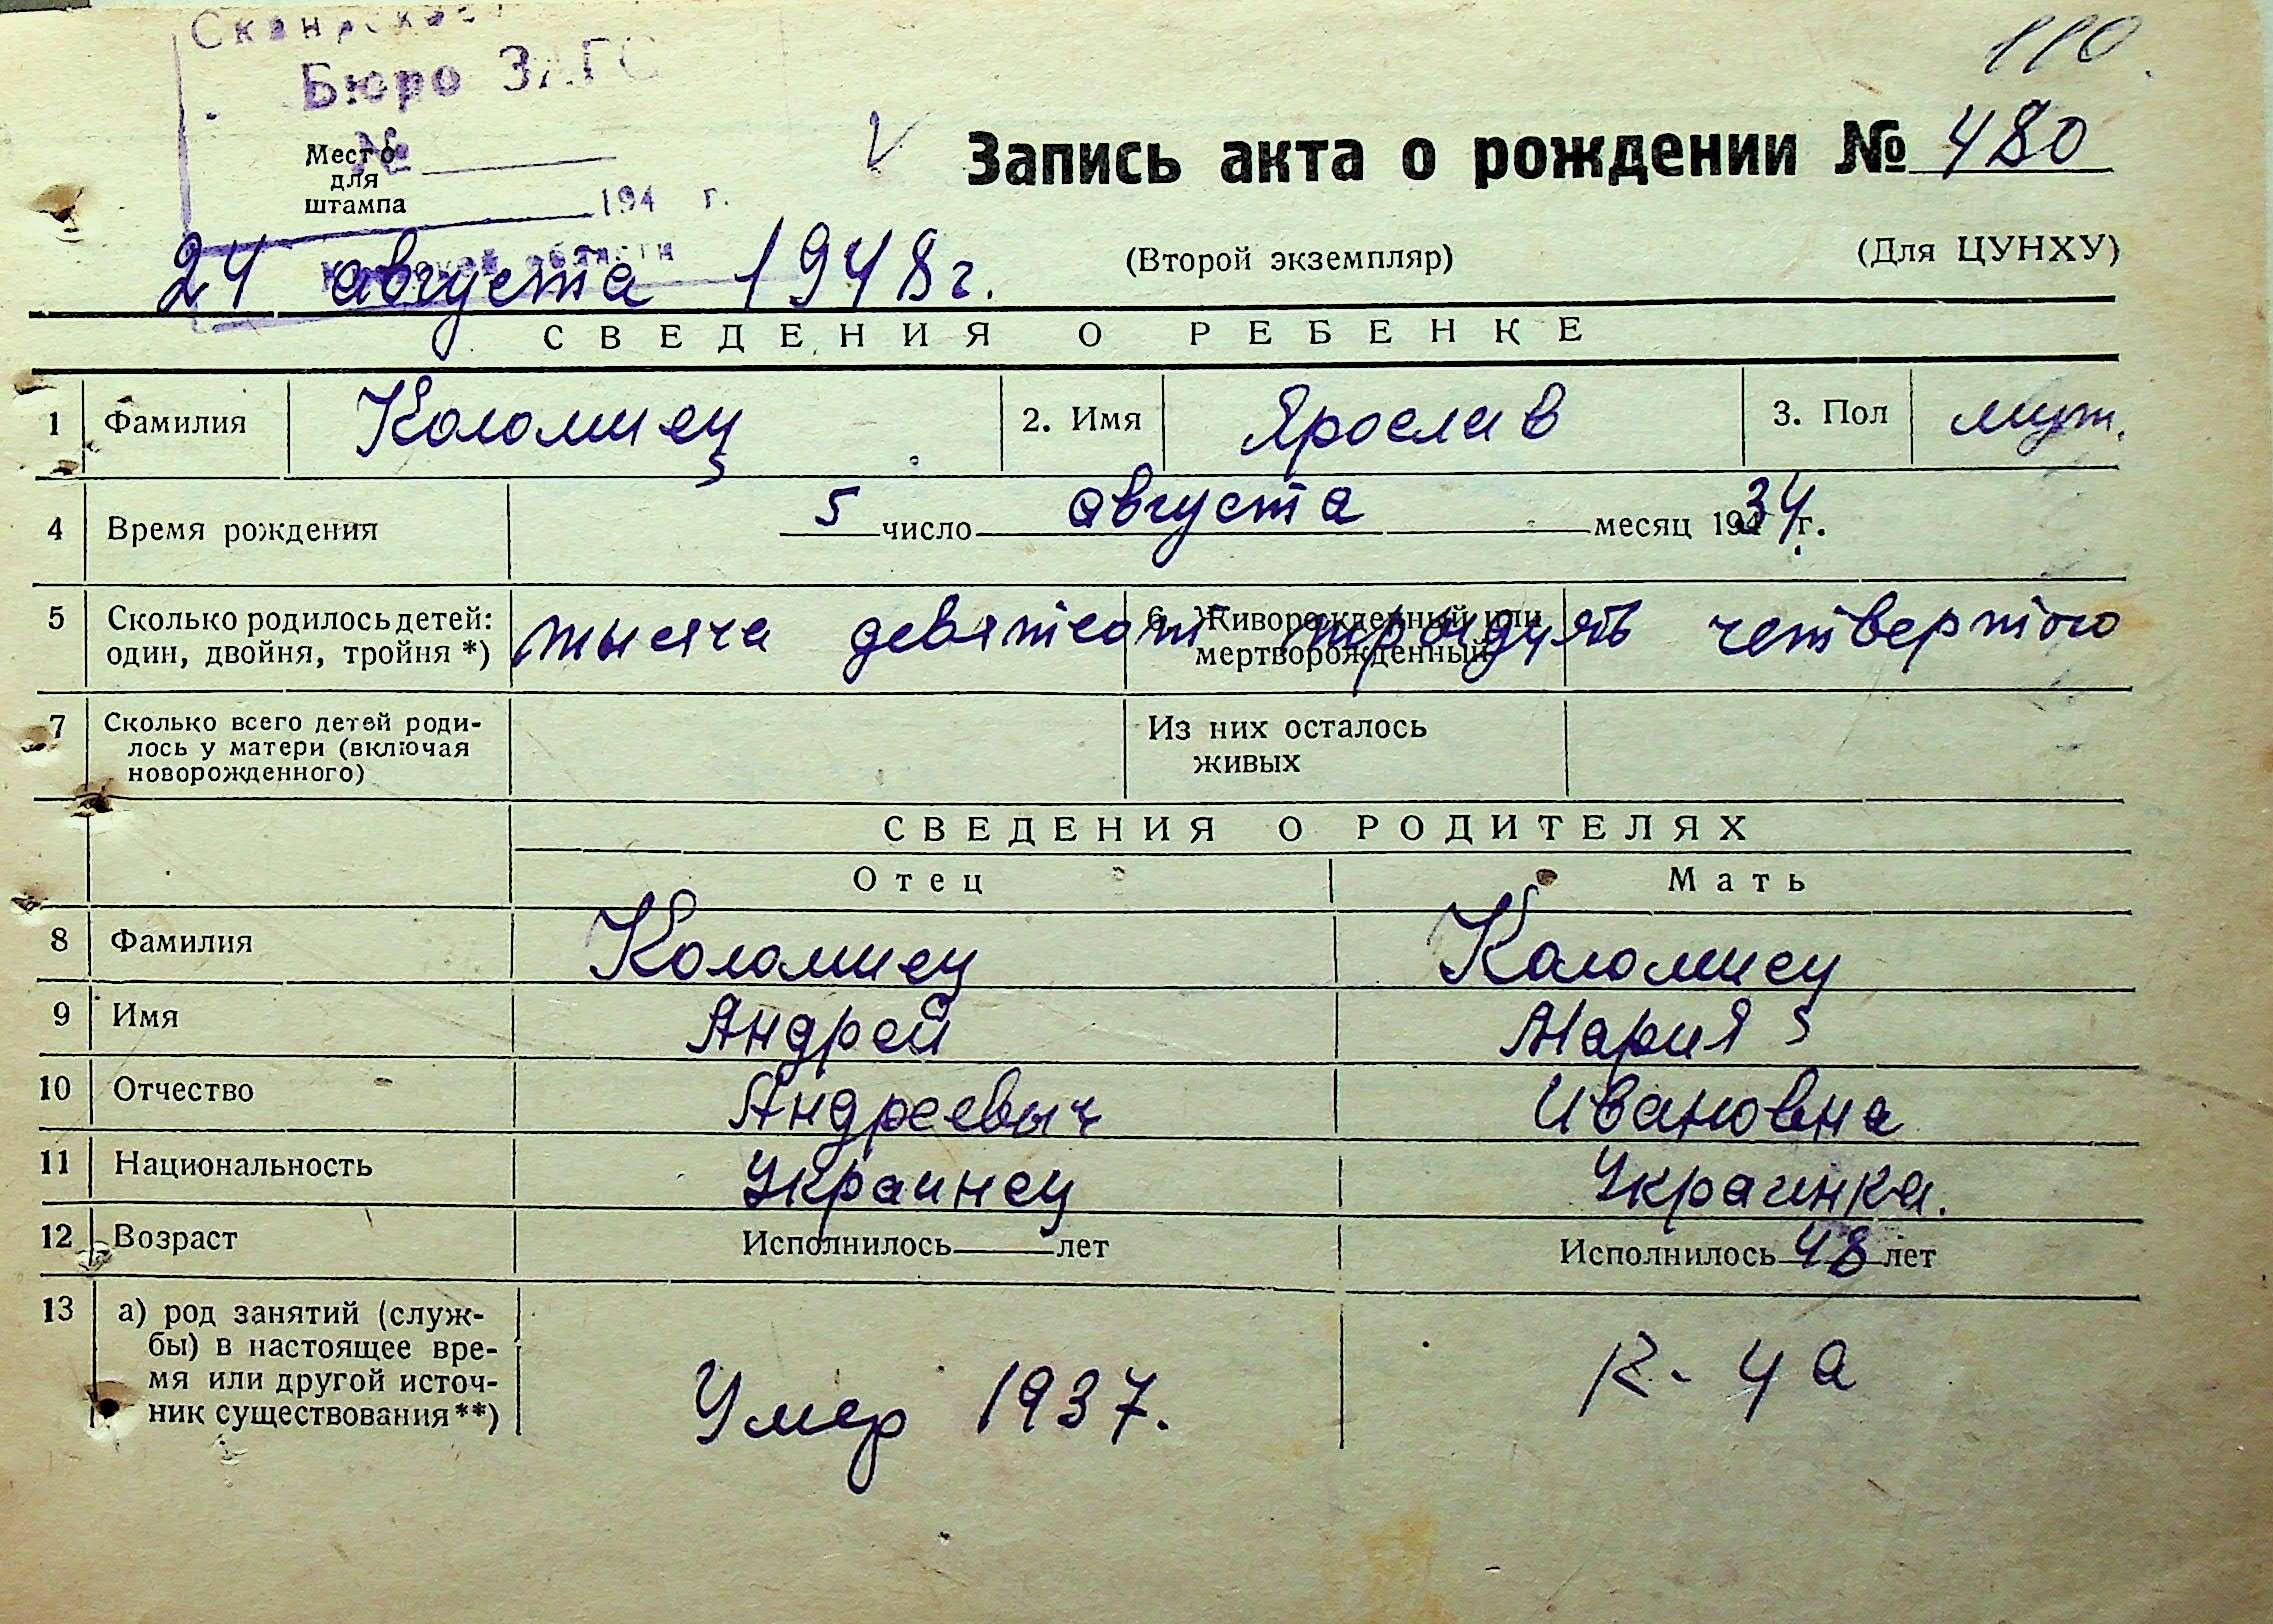 110
Бюро ЗАГС
№
Место для штампа
194 г.
области
Запись акта о рождении № 480
24 августа 1948 г.
(Второй экземпляр)
(Для ЦУНХУ)
СВЕДЕНИЯ О РЕБЕНКЕ
1 Фамилия Коломиец 2. Имя Ярослав 3. Пол муж.
4 Время рождения 5 число августа месяц 1934 г.
5 Сколько родилось детей: один, двойня, тройня *) 6. Живорожденный или мертворожденный
тысяча девятсот тридцять четвертого
7 Сколько всего детей родилось у матери (включая новорожденного) Из них осталось живых
СВЕДЕНИЯ О РОДИТЕЛЯХ
Отец Мать
8 Фамилия Коломиец Коломиец
9 Имя Андрей Мария
10 Отчество Андреевыч Ивановна
11 Национальность Украинец Украинка.
12 Возраст Исполнилось лет Исполнилось 48 лет
13 а) род занятий (службы) в настоящее время или другой источник существования **) Умер 1937. К-ца